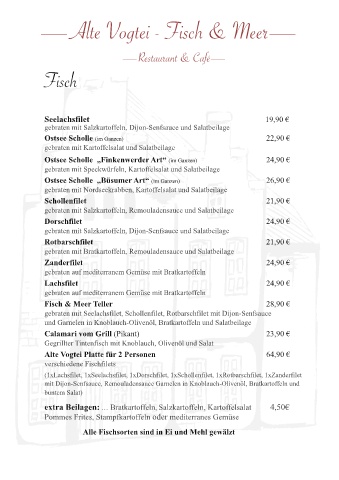 Alte Vogtei - Fisch & Meer
Restaurant & Cafe
Fisch
Seelachsfilet 19,90 €
gebraten mit Salzkartoffeln, Dijon-Senfsauce und Salatbeilage
Ostsee Scholle (im Ganzen) 22,90 €
gebraten mit Kartoffelsalat und Salatbeilage
Ostsee Scholle „Finkenwerder Art“ (im Ganzen) 24,90 €
gebraten mit Speckwürfeln, Kartoffelsalat und Salatbeilage
Ostsee Scholle „Büsumer Art“ (im Ganzen) 26,90 €
gebraten mit Nordseekrabben, Kartoffelsalat und Salatbeilage
Schollenfilet 21,90 €
gebraten mit Salzkartoffeln, Remouladensauce und Salatbeilage
Dorschfilet 24,90 €
gebraten mit Salzkartoffeln, Dijon-Senfsauce und Salatbeilage
Rotbarschfilet 21,90 €
gebraten mit Bratkartoffeln, Remouladensauce und Salatbeilage
Zanderfilet 24,90 €
gebraten auf mediterranem Gemüse mit Bratkartoffeln
Lachsfilet 24,90 €
gebraten auf mediterranem Gemüse mit Bratkartoffeln
Fisch & Meer Teller 28,90 €
gebraten mit Seelachsfilet, Schollenfilet, Rotbarschfilet mit Dijon-Senfsauce
und Garnelen in Knoblauch-Olivenöl, Bratkartoffeln und Salatbeilage
Calamari vom Grill (Pikant) 23,90 €
Gegrillter Tintenfisch mit Knoblauch, Olivenöl und Salat
Alte Vogtei Platte für 2 Personen 64,90 €
verschiedene Fischfilets
(1xLachsfilet, 1xSeelachsfilet, 1xDorschfilet, 1xSchollenfilet, 1xRotbarschfilet, 1xZanderfilet
mit Dijon-Senfsauce, Remouladensauce Garnelen in Knoblauch-Olivenöl, Bratkartoffeln und
buntem Salat)
extra Beilagen: ... Bratkartoffeln, Salzkartoffeln, Kartoffelsalat 4,50€
Pommes Frites, Stampfkartoffeln oder mediterranes Gemüse
Alle Fischsorten sind in Ei und Mehl gewälzt